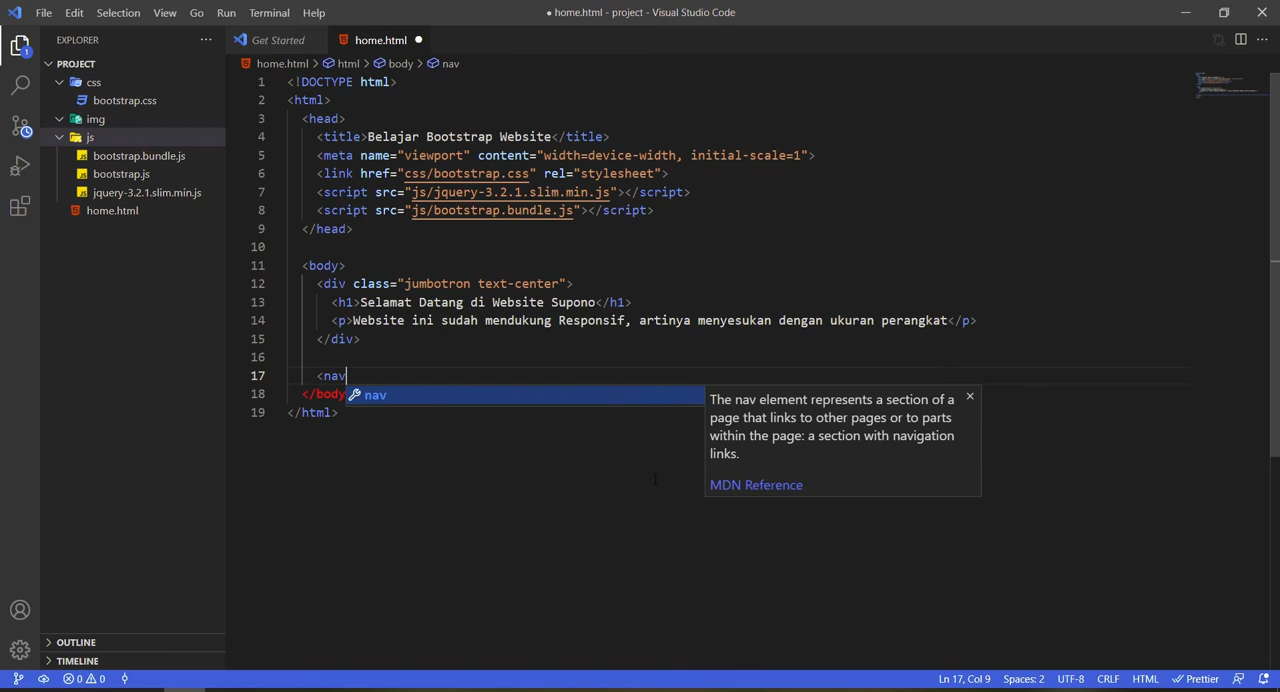 File Edit Selection View Go Run Terminal Help
● home.html - project - Visual Studio Code
EXPLORER
Get Started
home.html
PROJECT
css
bootstrap.css
img
js
bootstrap.bundle.js
bootstrap.js
jquery-3.2.1.slim.min.js
home.html
OUTLINE
TIMELINE
1
home.html > html > body > nav
1 <!DOCTYPE html>
2 <html>
3 <head>
4 <title>Belajar Bootstrap Website</title>
5 <meta name="viewport" content="width=device-width, initial-scale=1">
6 <link href="css/bootstrap.css" rel="stylesheet">
7 <script src="js/jquery-3.2.1.slim.min.js"></script>
8 <script src="js/bootstrap.bundle.js"></script>
9 </head>
10
11 <body>
12 <div class="jumbotron text-center">
13 <h1>Selamat Datang di Website Supono</h1>
14 <p>Website ini sudah mendukung Responsif, artinya menyesukan dengan ukuran perangkat</p>
15 </div>
16
17 <nav
18 </body
19 </html>
nav
The nav element represents a section of a
page that links to other pages or to parts
within the page: a section with navigation
links.
MDN Reference
0 0
Ln 17, Col 9 Spaces: 2 UTF-8 CRLF HTML Prettier